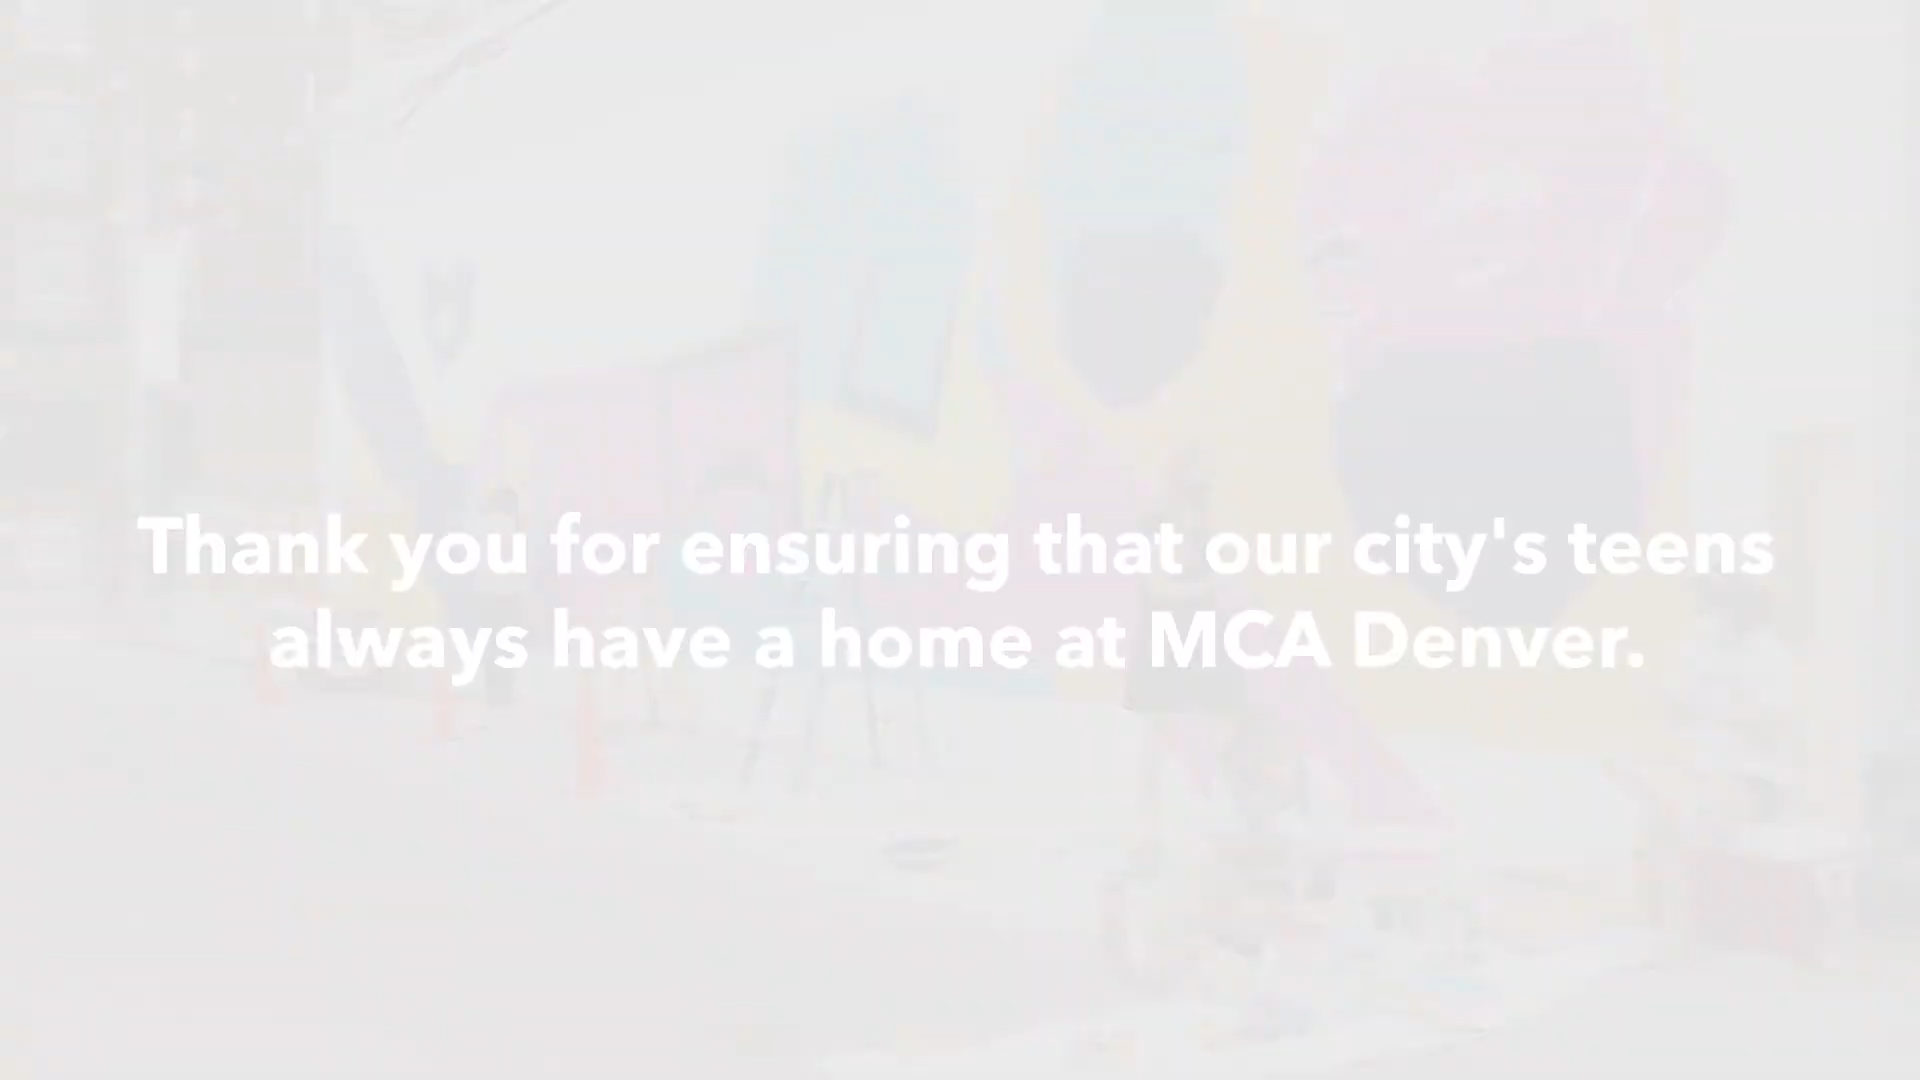 Thank you for ensuring that our city's teens
always have a home at MCA Denver.